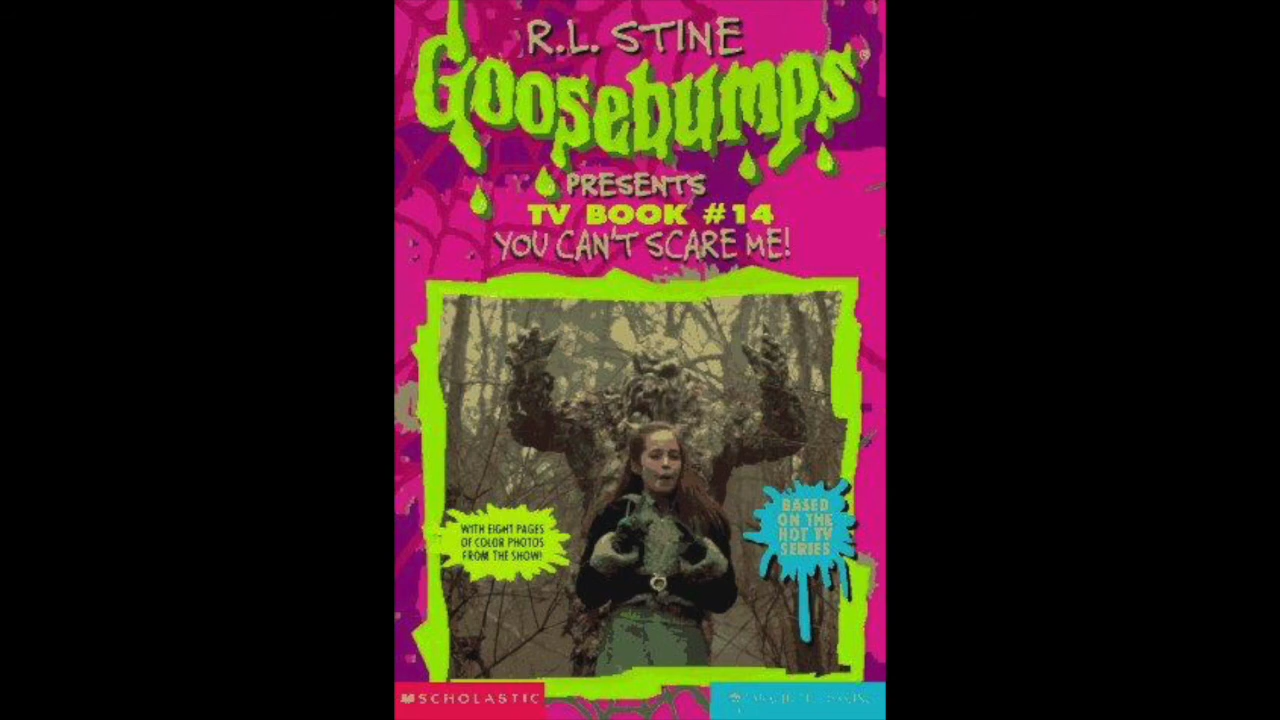 R.L. STINE
Goosebumps
PRESENTS
TV BOOK #14
YOU CAN'T SCARE ME!
WITH EIGHT PAGES
OF COLOR PHOTOS
FROM THE SHOW!
BASED
ON THE
HOT TV
SERIES
SCHOLASTIC